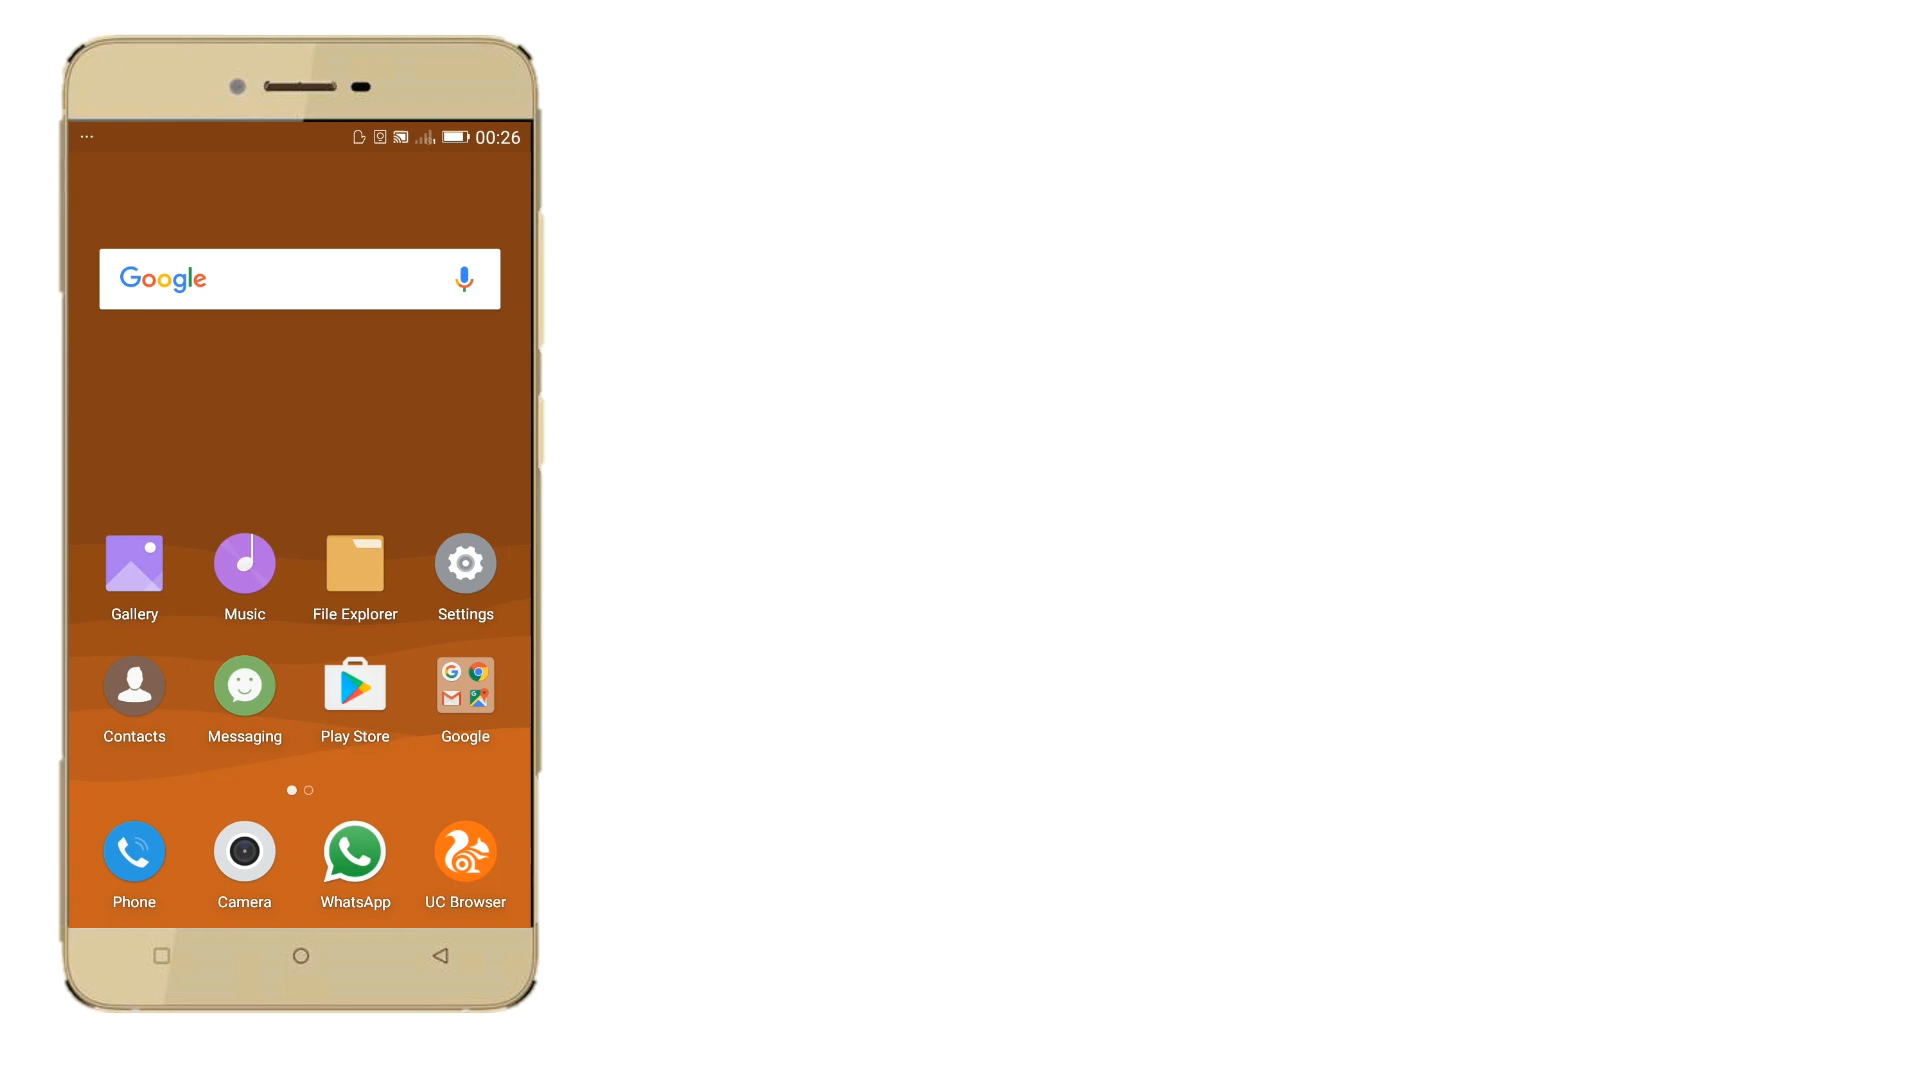 ... 00:26
Google
Gallery Music File Explorer Settings
Contacts Messaging Play Store Google
Phone Camera WhatsApp UC Browser